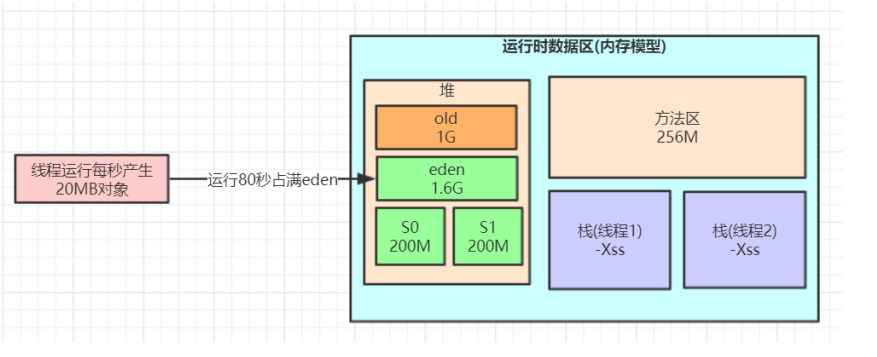 运行时数据区(内存模型)
堆
old
1G
方法区
256M
线程运行每秒产生
20MB对象
运行80秒占满eden
eden
1.6G
S0
200M
S1
200M
栈(线程1)
-Xss
栈(线程2)
-Xss